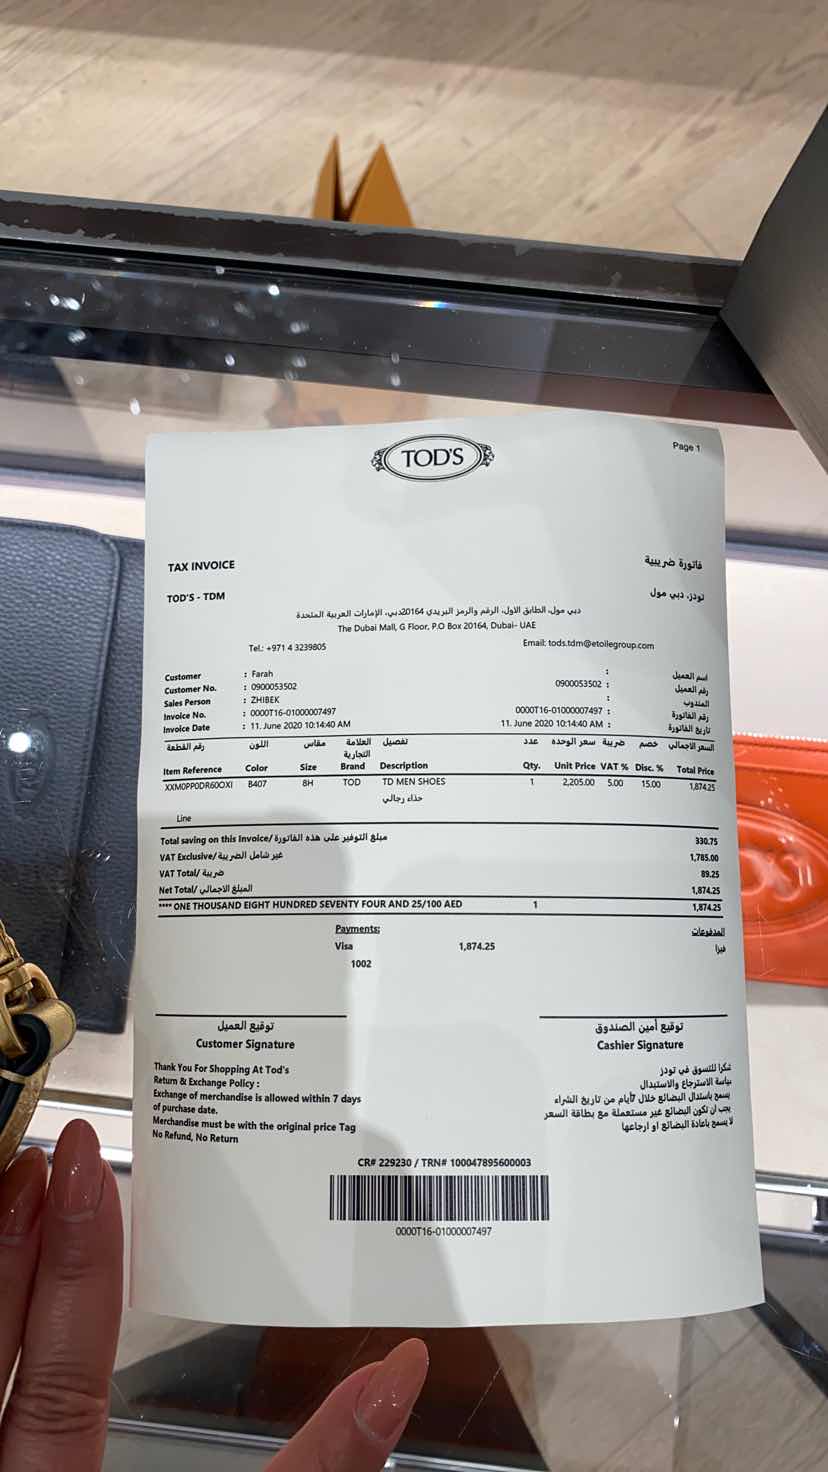 TOD'S
Page 1
TAX INVOICE
فاتورة ضريبية
TOD'S - TDM
تودز، دبي مول
دبي مول، الطابق الاول، الرقم والرمز البريدي 20164دبي، الإمارات العربية المتحدة
The Dubai Mall, G Floor, P.O Box 20164, Dubai- UAE
Tel.: +971 4 3239805
Email: tods.tdm@etoilegroup.com
Customer : Farah : اسم العميل
Customer No. : 0900053502 0900053502 : رقم العميل
Sales Person : ZHIBEK : المندوب
Invoice No. : 0000T16-01000007497 0000T16-01000007497 : رقم الفاتورة
Invoice Date : 11. June 2020 10:14:40 AM 11. June 2020 10:14:40 AM : تاريخ الفاتورة
رقم القطعة اللون مقاس العلامة التجارية تفصيل عدد سعر الوحده ضريبة خصم السعر الاجمالي
Item Reference Color Size Brand Description Qty. Unit Price VAT % Disc. % Total Price
XXM0PP0DR60OXI B407 8H TOD TD MEN SHOES 1 2,205.00 5.00 15.00 1,874.25
حذاء رجالي
Line
Total saving on this Invoice/ مبلغ التوفير على هذه الفاتورة 330.75
VAT Exclusive/ غير شامل الضريبة 1,785.00
VAT Total/ ضريبة 89.25
Net Total/ المبلغ الاجمالي 1,874.25
**** ONE THOUSAND EIGHT HUNDRED SEVENTY FOUR AND 25/100 AED 1 1,874.25
Payments: المدفوعات
Visa 1,874.25 فيزا
1002
توقيع العميل
Customer Signature
توقيع أمين الصندوق
Cashier Signature
Thank You For Shopping At Tod's
Return & Exchange Policy :
Exchange of merchandise is allowed within 7 days
of purchase date.
Merchandise must be with the original price Tag
No Refund, No Return
شكرا للتسوق في تودز
سياسة الاسترجاع والاستبدال
يسمح باستدال البضائع خلال 7أيام من تاريخ الشراء
يجب أن تكون البضائع غير مستعملة مع بطاقة السعر
لا يسمح باعادة البضائع او ارجاعها
CR# 229230 / TRN# 100047895600003
0000T16-01000007497